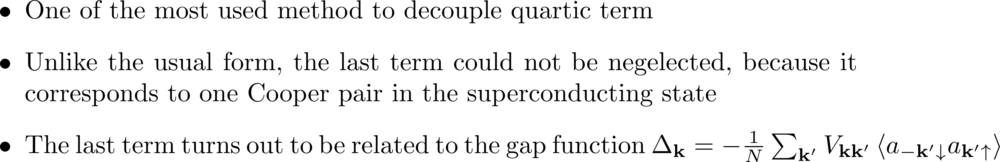 • One of the most used method to decouple quartic term
• Unlike the usual form, the last term could not be negelected, because it
corresponds to one Cooper pair in the superconducting state
• The last term turns out to be related to the gap function $\Delta_{\mathbf{k}} = -\frac{1}{N} \sum_{\mathbf{k}'} V_{\mathbf{k}\mathbf{k}'} \langle a_{-\mathbf{k}'\downarrow} a_{\mathbf{k}'\uparrow} \rangle$